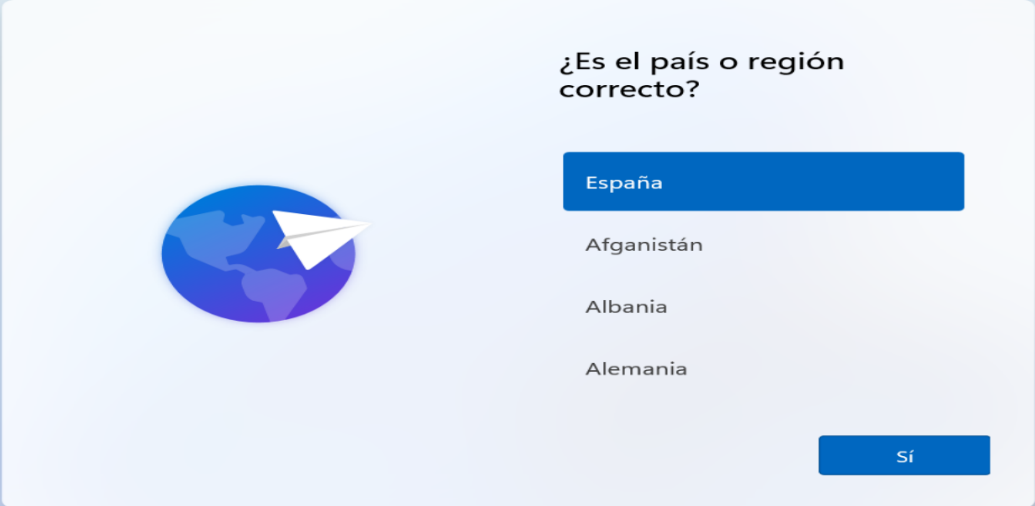 ¿Es el país o región
correcto?
España
Afganistán
Albania
Alemania
Sí